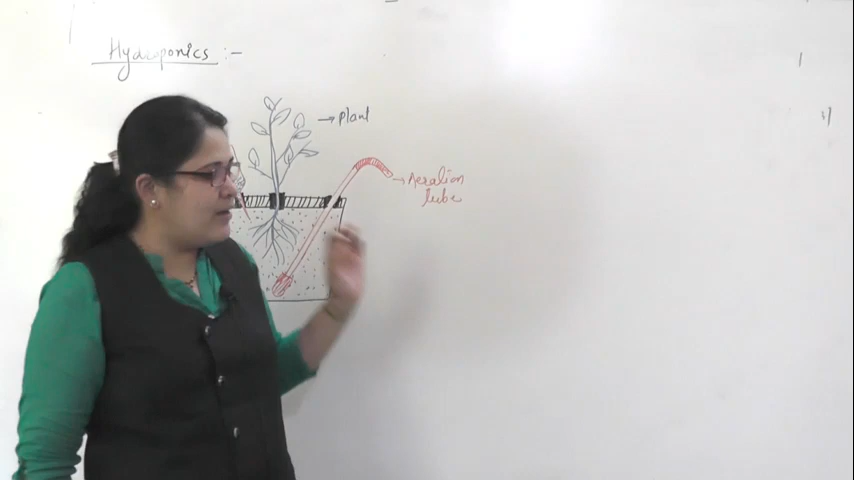 Hydroponics :-
→ Plant
→ Aeration
tube